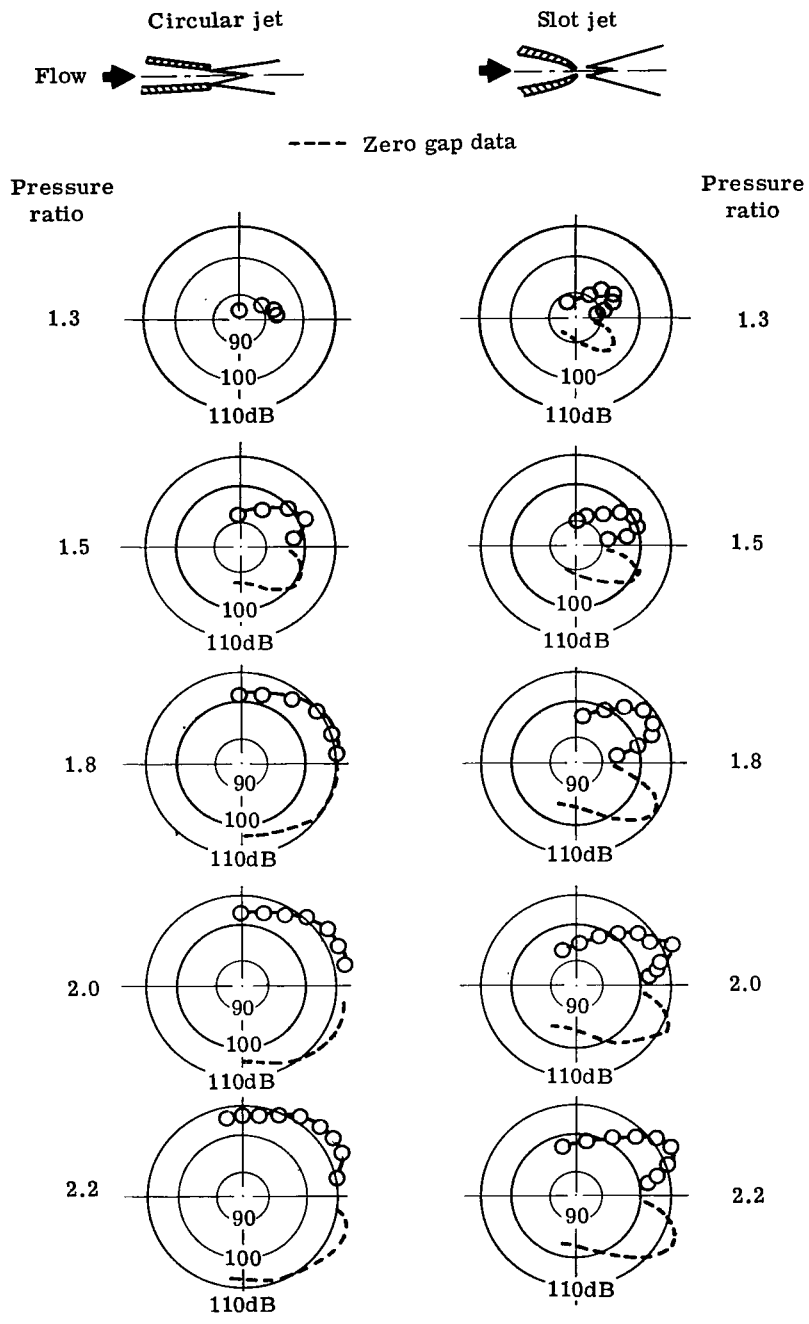 Circular jet
Slot jet
Flow
Zero gap data
Pressure
ratio
Pressure
ratio
1.3
90
100
110dB
100
110dB
1.3
1.5
100
110dB
100
110dB
1.5
1.8
90
100
110dB
90
110dB
1.8
2.0
90
100
110dB
90
110dB
2.0
2.2
90
100
110dB
90
110dB
2.2